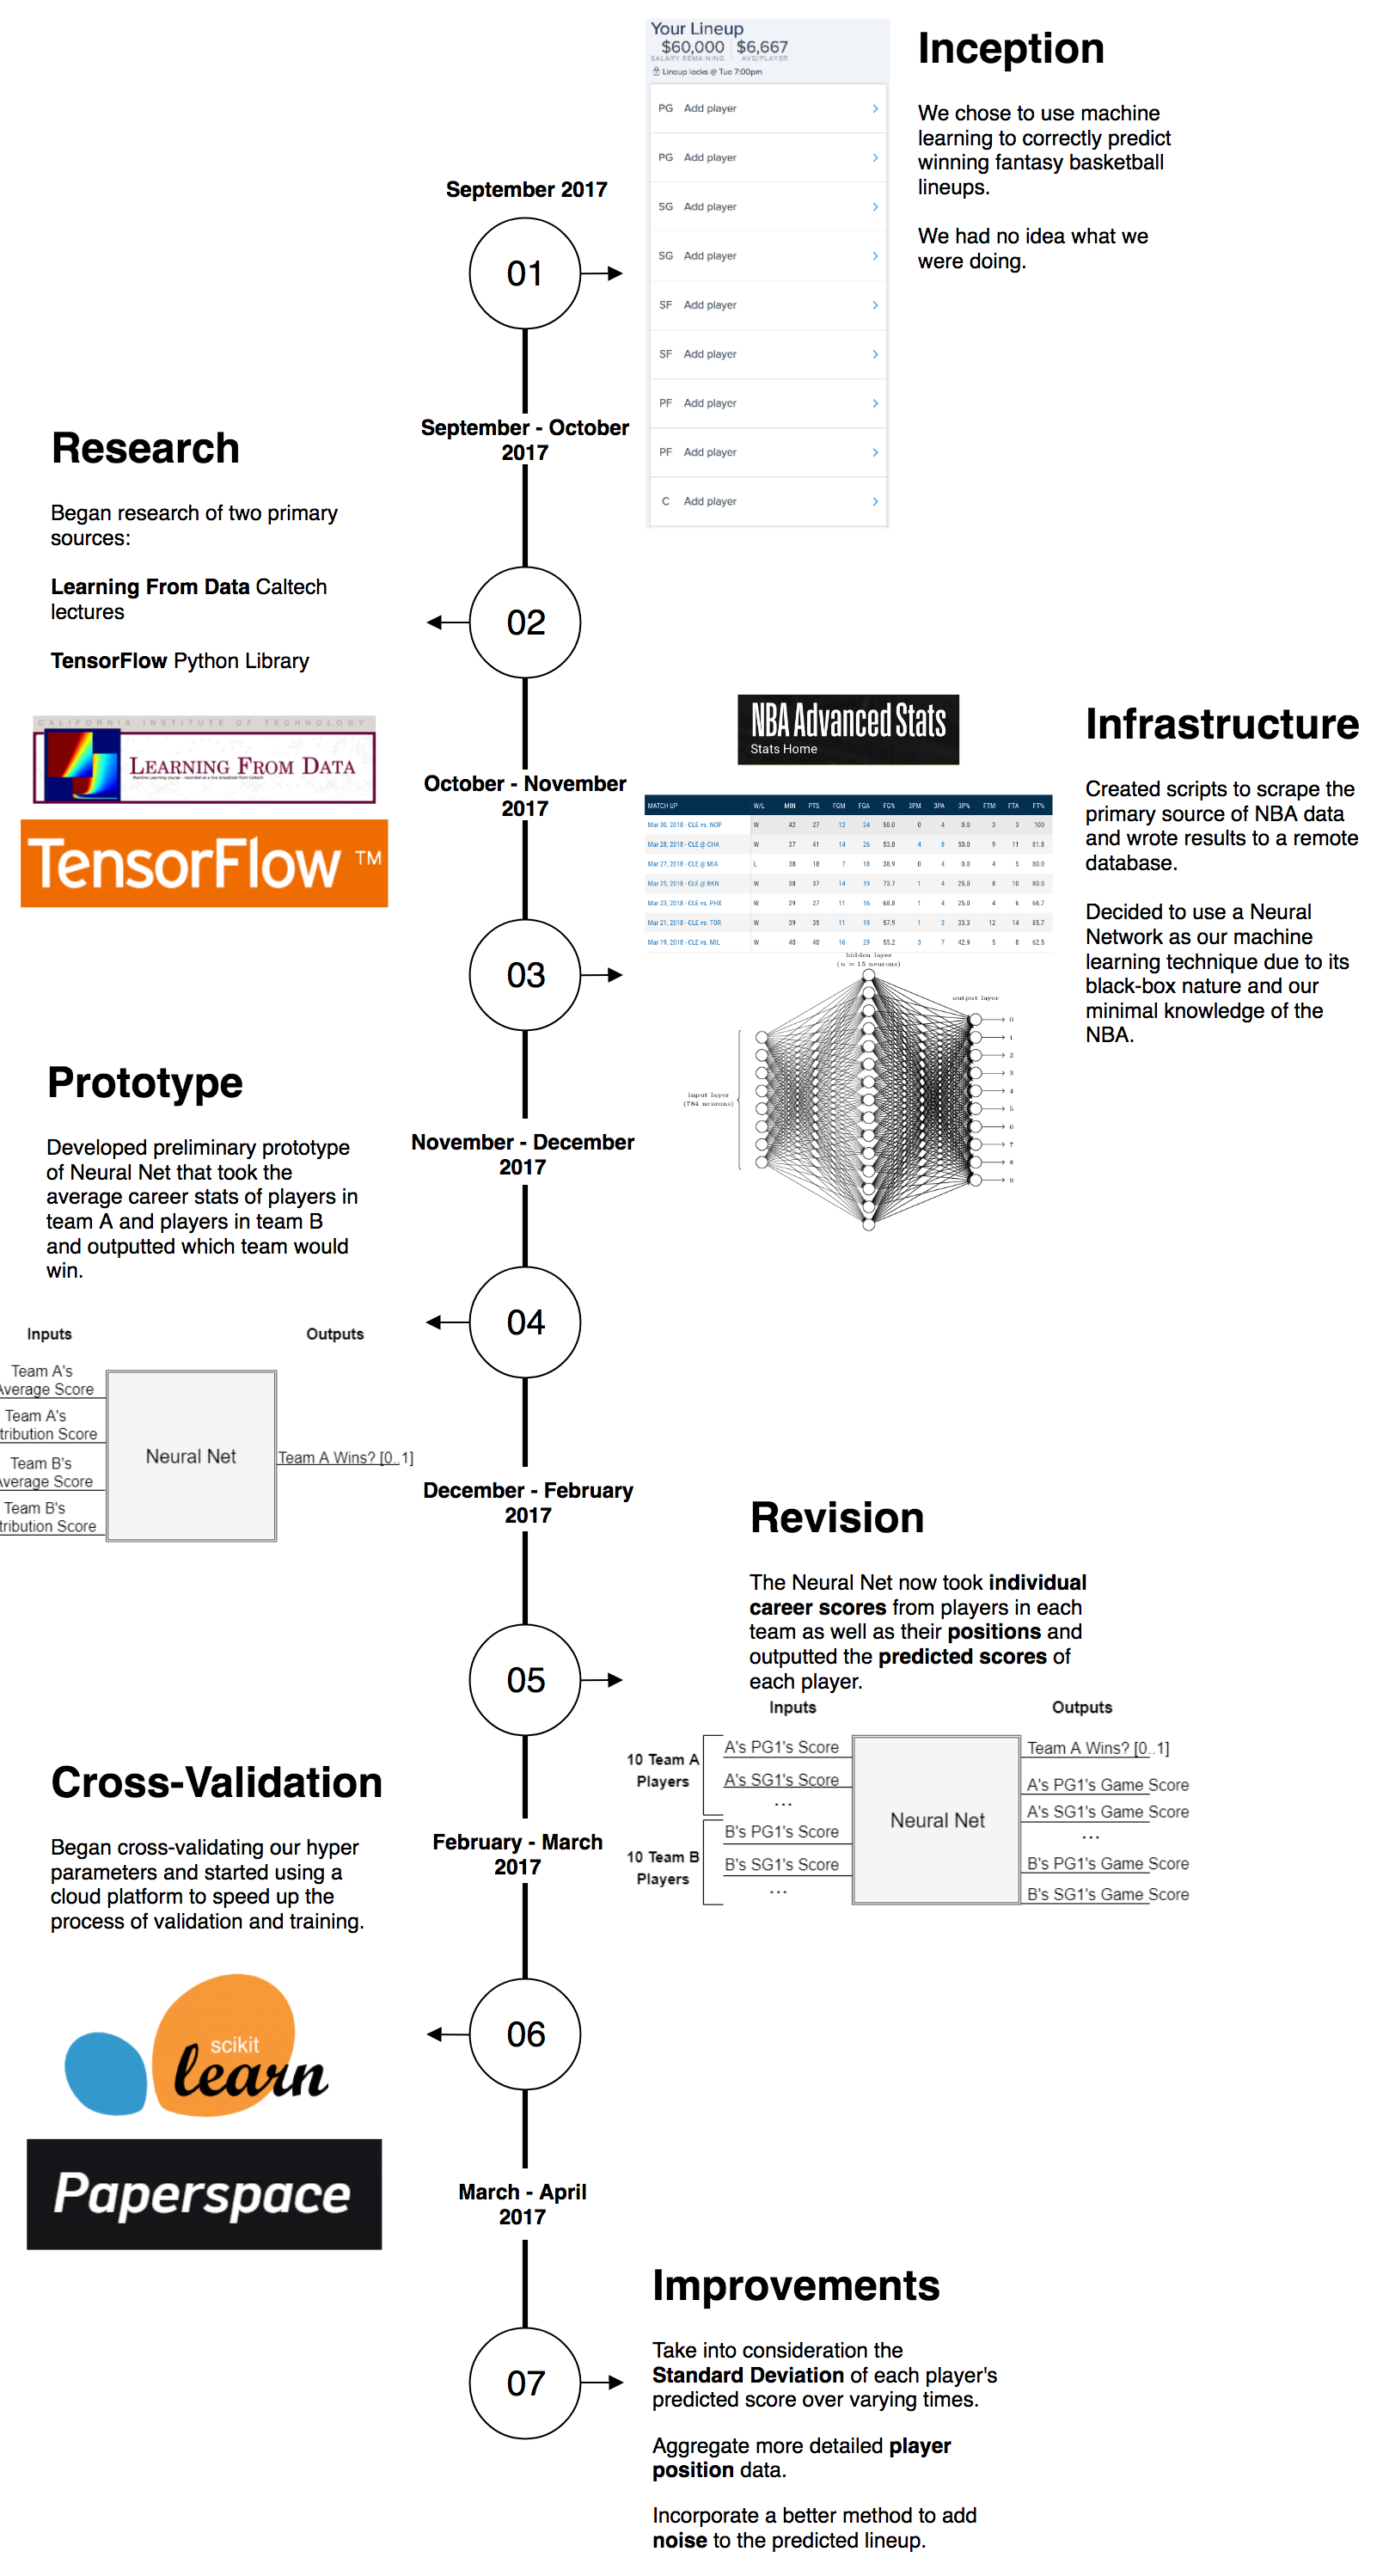 Your Lineup
$60,000 $6,667
SALARY REMAINING AVG/PLAYER
Lineup locks @ Tue 7:00pm
PG Add player
PG Add player
SG Add player
SG Add player
SF Add player
SF Add player
PF Add player
PF Add player
C Add player
Inception
We chose to use machine
learning to correctly predict
winning fantasy basketball
lineups.
We had no idea what we
were doing.
September 2017
01
September - October
2017
Research
Began research of two primary
sources:
Learning From Data Caltech
lectures
TensorFlow Python Library
CALIFORNIA INSTITUTE OF TECHNOLOGY
LEARNING FROM DATA
Machine Learning course - recorded at a live broadcast from Caltech
TensorFlow ™
02
October - November
2017
NBA Advanced Stats
Stats Home
MATCH UP W/L MIN PTS FGM FGA FG% 3PM 3PA 3P% FTM FTA FT%
Mar 30, 2018 - CLE vs. NOP W 42 27 12 24 50.0 0 4 0.0 3 3 100
Mar 28, 2018 - CLE @ CHA W 37 41 14 26 53.8 4 8 50.0 9 11 81.8
Mar 27, 2018 - CLE @ MIA L 38 18 7 18 38.9 0 4 0.0 4 5 80.0
Mar 25, 2018 - CLE @ BKN W 38 37 14 19 73.7 1 4 25.0 8 10 80.0
Mar 23, 2018 - CLE vs. PHX W 29 27 11 16 68.8 1 4 25.0 4 6 66.7
Mar 21, 2018 - CLE vs. TOR W 39 35 11 19 57.9 1 3 33.3 12 14 85.7
Mar 19, 2018 - CLE vs. MIL W 40 40 16 29 55.2 3 7 42.9 5 8 62.5
hidden layer
(n = 15 neurons)
output layer
input layer
(784 neurons)
0
1
2
3
4
5
6
7
8
9
Infrastructure
Created scripts to scrape the
primary source of NBA data
and wrote results to a remote
database.
Decided to use a Neural
Network as our machine
learning technique due to its
black-box nature and our
minimal knowledge of the
NBA.
03
November - December
2017
Prototype
Developed preliminary prototype
of Neural Net that took the
average career stats of players in
team A and players in team B
and outputted which team would
win.
Inputs Outputs
Team A's
Average Score
Team A's
tribution Score
Team B's
Average Score
Team B's
tribution Score
Neural Net
Team A Wins? [0..1]
04
December - February
2017
Revision
The Neural Net now took individual
career scores from players in each
team as well as their positions and
outputted the predicted scores of
each player.
Inputs Outputs
10 Team A
Players
A's PG1's Score
A's SG1's Score
...
10 Team B
Players
B's PG1's Score
B's SG1's Score
...
Neural Net
Team A Wins? [0..1]
A's PG1's Game Score
A's SG1's Game Score
...
B's PG1's Game Score
B's SG1's Game Score
05
February - March
2017
Cross-Validation
Began cross-validating our hyper
parameters and started using a
cloud platform to speed up the
process of validation and training.
scikit
learn
Paperspace
06
March - April
2017
07
Improvements
Take into consideration the
Standard Deviation of each player's
predicted score over varying times.
Aggregate more detailed player
position data.
Incorporate a better method to add
noise to the predicted lineup.